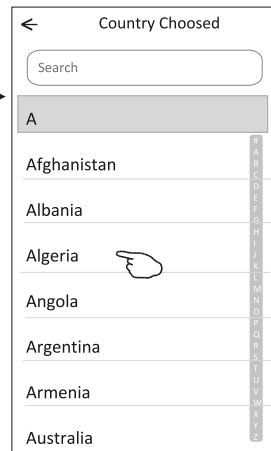 Country Choosed
Search
A
Afghanistan
Albania
Algeria
Angola
Argentina
Armenia
Australia
#
A
B
C
D
E
F
G
H
I
J
K
L
M
N
O
P
Q
R
S
T
U
V
W
X
Y
Z